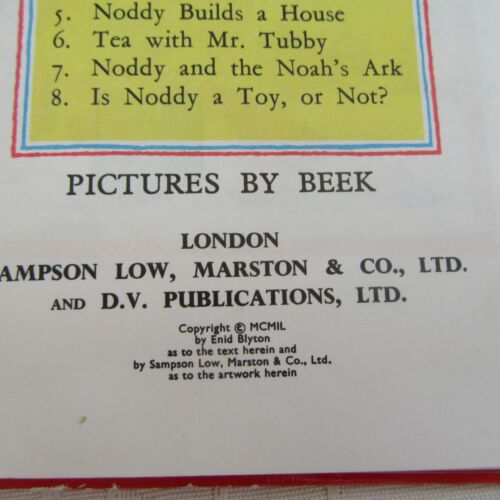 5. Noddy Builds a House
6. Tea with Mr. Tubby
7. Noddy and the Noah's Ark
8. Is Noddy a Toy, or Not?
PICTURES BY BEEK
LONDON
AMPSON LOW, MARSTON & CO., LTD.
AND D.V. PUBLICATIONS, LTD.
Copyright © MCMIL
by Enid Blyton
as to the text herein and
by Sampson Low, Marston & Co., Ltd.
as to the artwork herein